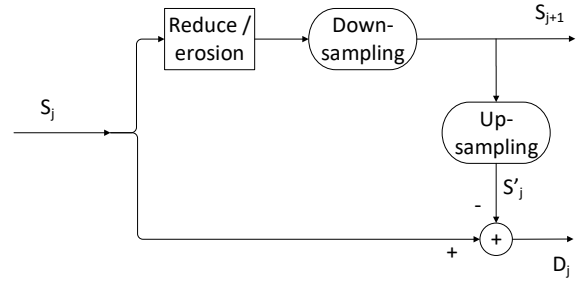 S_{j+1}
Reduce /
erosion
Down-
sampling
S_j
Up-
sampling
S'_j
-
+
+
D_j